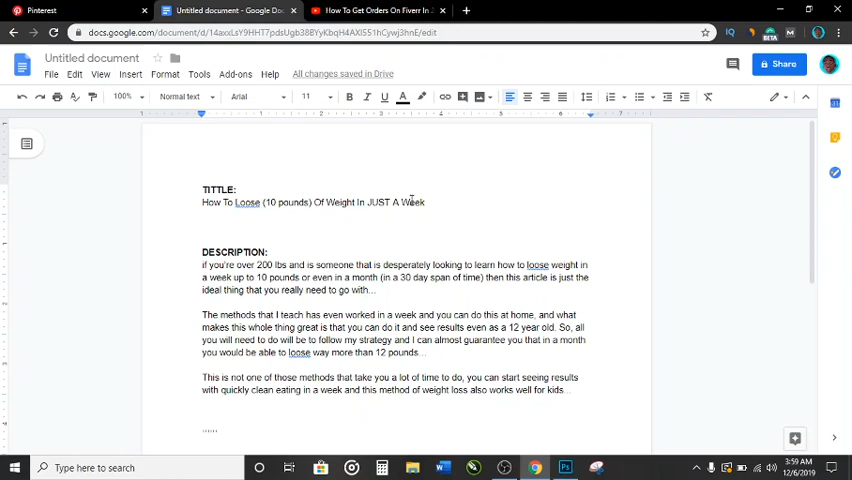 Pinterest
Untitled document - Google Doc
How To Get Orders On Fiverr In
docs.google.com/document/d/14axxLsY9HHT7pdsUgb38BYYKobqrgH4AXl551hCywj3hnE/edit
BETA
Untitled document
File Edit View Insert Format Tools Add-ons Help All changes saved in Drive
Share
100% Normal text Arial 11
TITTLE:
How To Loose (10 pounds) Of Weight In JUST A Week
DESCRIPTION:
if you're over 200 lbs and is someone that is desperately looking to learn how to loose weight in
a week up to 10 pounds or even in a month (in a 30 day span of time) then this article is just the
ideal thing that you really need to go with...
The methods that I teach has even worked in a week and you can do this at home, and what
makes this whole thing great is that you can do it and see results even as a 12 year old. So, all
you will need to do will be to follow my strategy and I can almost guarantee you that in a month
you would be able to loose way more than 12 pounds...
This is not one of those methods that take you a lot of time to do, you can start seeing results
with quickly clean eating in a week and this method of weight loss also works well for kids...
......
Type here to search
3:59 AM
12/6/2019